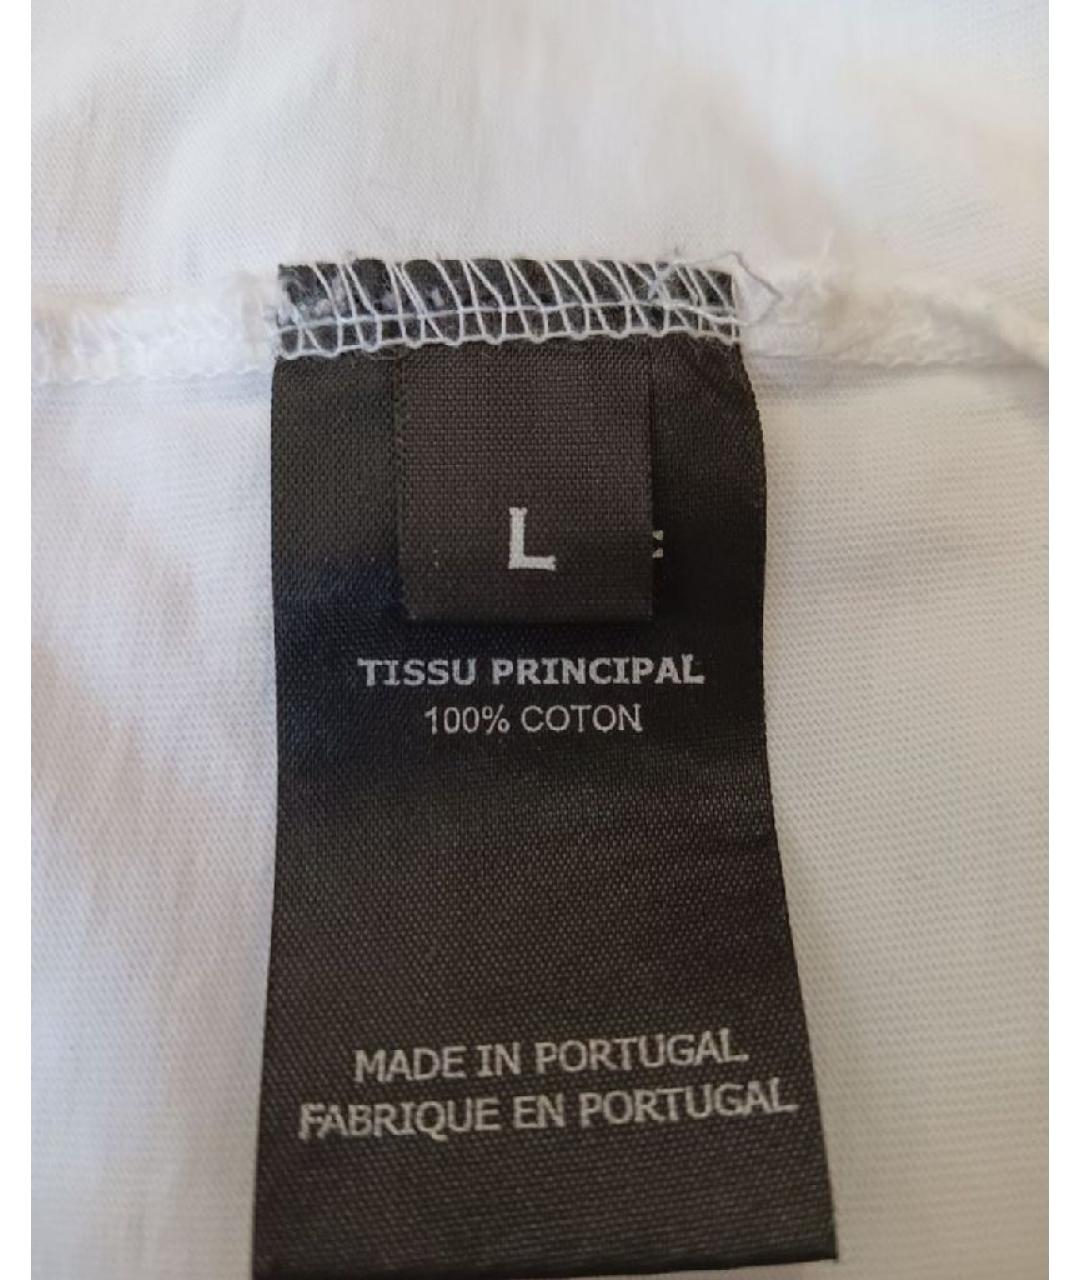 L
TISSU PRINCIPAL
100% COTON
MADE IN PORTUGAL
FABRIQUE EN PORTUGAL